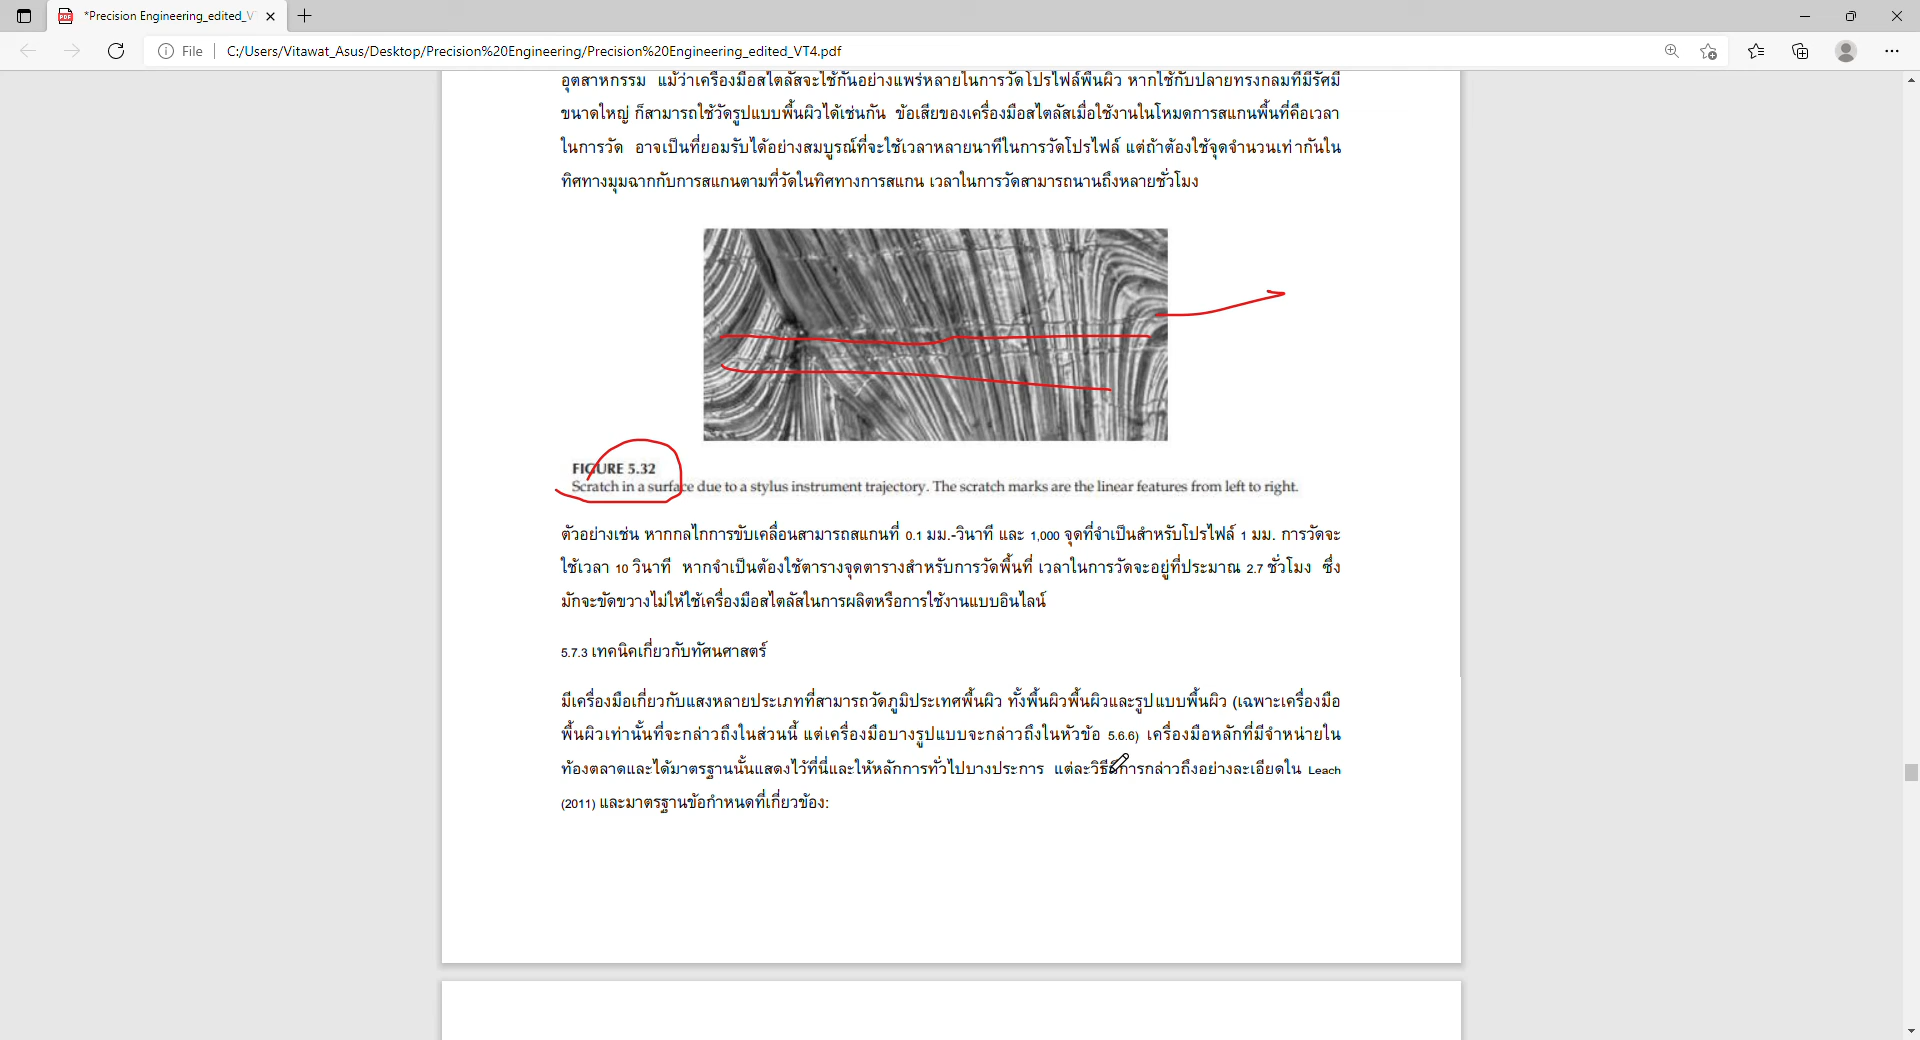 *Precision Engineering_edited_V
File
C:/Users/Vitawat_Asus/Desktop/Precision%20Engineering/Precision%20Engineering_edited_VT4.pdf
อุตสาหกรรม แม้ว่าเครื่องมือสไตลัสจะใช้กันอย่างแพร่หลายในการวัดโปรไฟล์พื้นผิว หากใช้กับปลายทรงกลมที่มีรัศมี
ขนาดใหญ่ ก็สามารถใช้วัดรูปแบบพื้นผิวได้เช่นกัน ข้อเสียของเครื่องมือสไตลัสเมื่อใช้งานในโหมดการสแกนพื้นที่คือเวลา
ในการวัด อาจเป็นที่ยอมรับได้อย่างสมบูรณ์ที่จะใช้เวลาหลายนาทีในการวัดโปรไฟล์ แต่ถ้าต้องใช้จุดจำนวนเท่ากันใน
ทิศทางมุมฉากกับการสแกนตามที่วัดในทิศทางการสแกน เวลาในการวัดสามารถนานถึงหลายชั่วโมง
FIGURE 5.32
Scratch in a surface due to a stylus instrument trajectory. The scratch marks are the linear features from left to right.
ตัวอย่างเช่น หากกลไกการขับเคลื่อนสามารถสแกนที่ 0.1 มม.-วินาที และ 1,000 จุดที่จำเป็นสำหรับโปรไฟล์ 1 มม. การวัดจะ
ใช้เวลา 10 วินาที หากจำเป็นต้องใช้ตารางจุดตารางสำหรับการวัดพื้นที่ เวลาในการวัดจะอยู่ที่ประมาณ 2.7 ชั่วโมง ซึ่ง
มักจะขัดขวางไม่ให้ใช้เครื่องมือสไตลัสในการผลิตหรือการใช้งานแบบอินไลน์
5.7.3 เทคนิคเกี่ยวกับทัศนศาสตร์
มีเครื่องมือเกี่ยวกับแสงหลายประเภทที่สามารถวัดภูมิประเทศพื้นผิว ทั้งพื้นผิวพื้นผิวและรูปแบบพื้นผิว (เฉพาะเครื่องมือ
พื้นผิวเท่านั้นที่จะกล่าวถึงในส่วนนี้ แต่เครื่องมือบางรูปแบบจะกล่าวถึงในหัวข้อ 5.6.6) เครื่องมือหลักที่มีจำหน่ายใน
ท้องตลาดและได้มาตรฐานนั้นแสดงไว้ที่นี่และให้หลักการทั่วไปบางประการ แต่ละวิธีมีการกล่าวถึงอย่างละเอียดใน Leach
(2011) และมาตรฐานข้อกำหนดที่เกี่ยวข้อง: